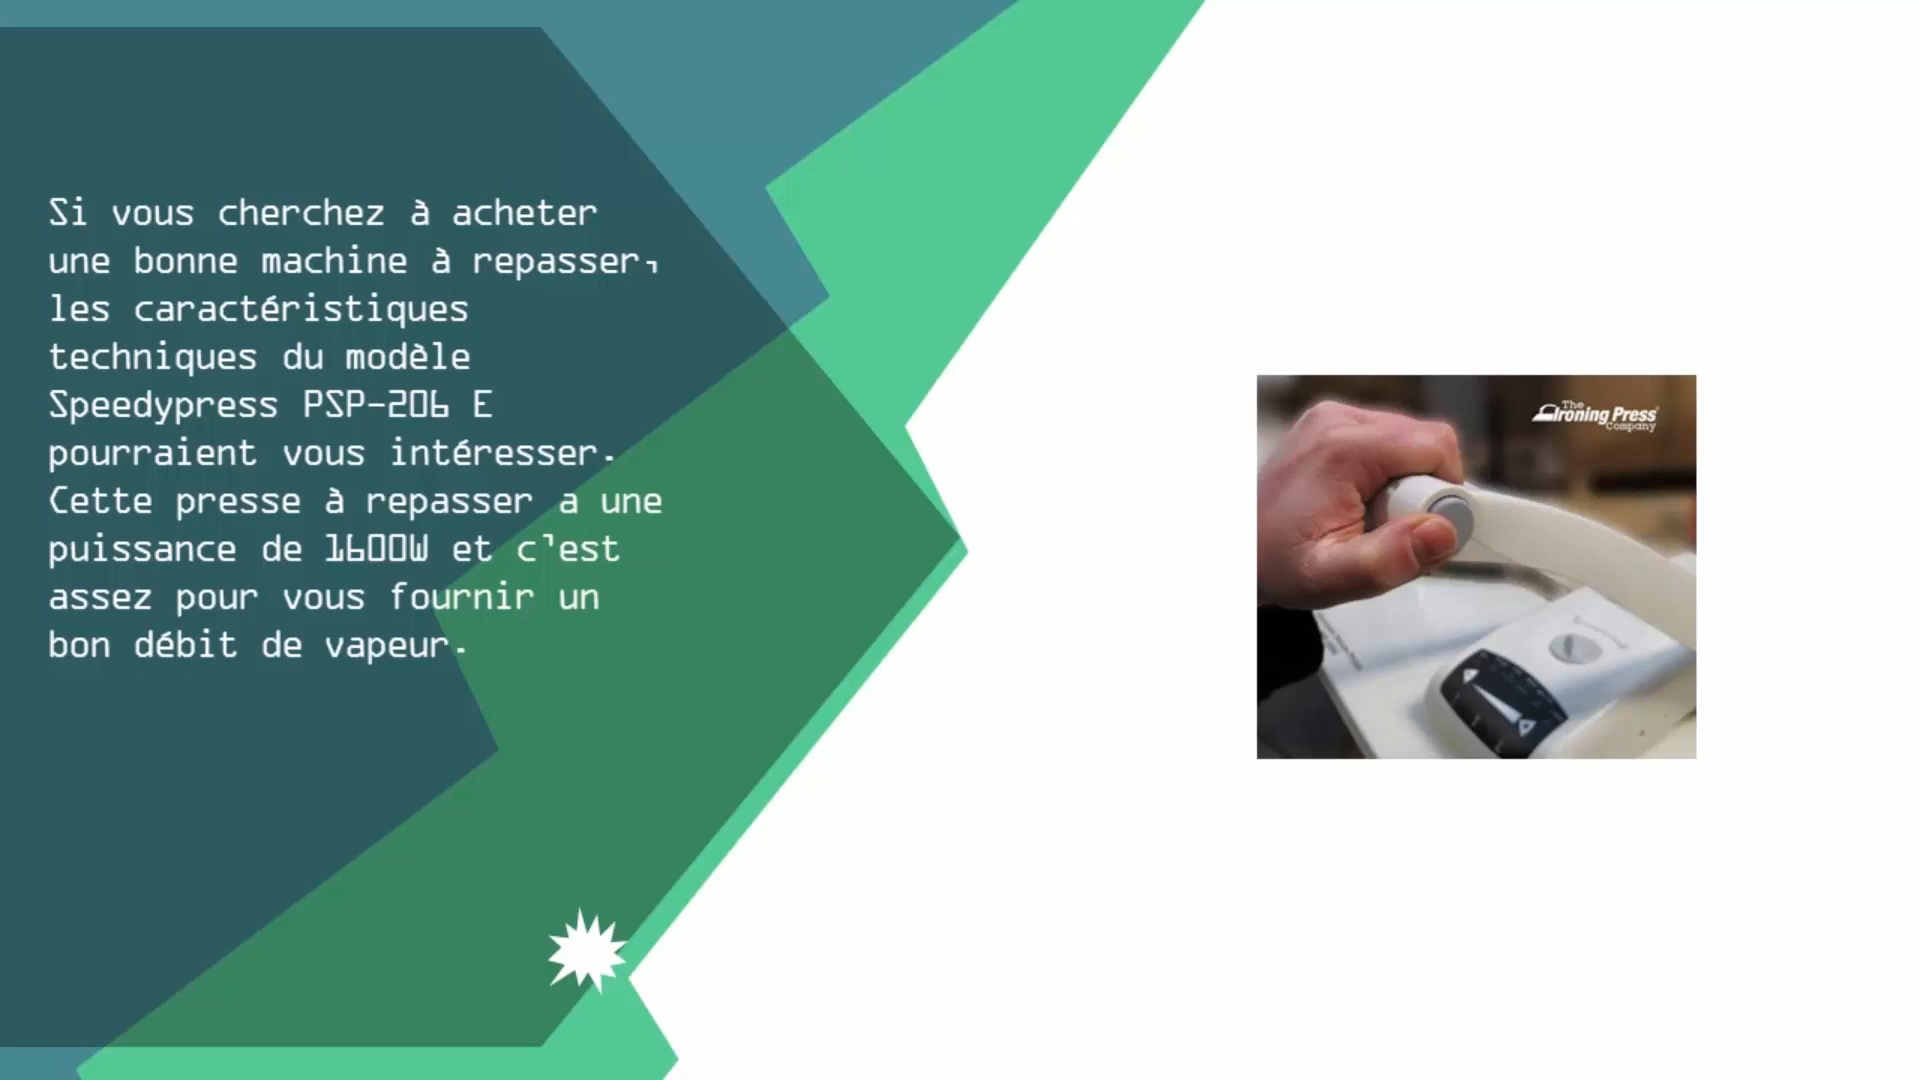 Si vous cherchez à acheter
une bonne machine à repasser,
les caractéristiques
techniques du modèle
Speedypress PSP-206 E
pourraient vous intéresser.
Cette presse à repasser a une
puissance de 1600W et c'est
assez pour vous fournir un
bon débit de vapeur.
The
Ironing Press
Company